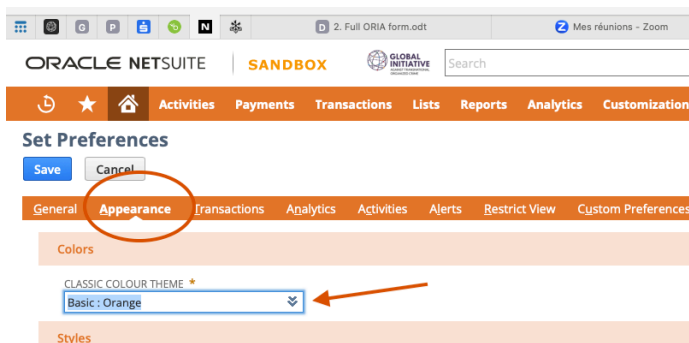 G
P
D 2. Full ORIA form.odt
Z Mes réunions - Zoom
N
ORACLE NETSUITE
SANDBOX
GLOBAL
INITIATIVE
Search
Activities Payments Transactions Lists Reports Analytics Customization
Set Preferences
Save Cancel
General Appearance Transactions Analytics Activities Alerts Restrict View Custom Preferences
Colors
CLASSIC COLOUR THEME *
Basic : Orange
Styles